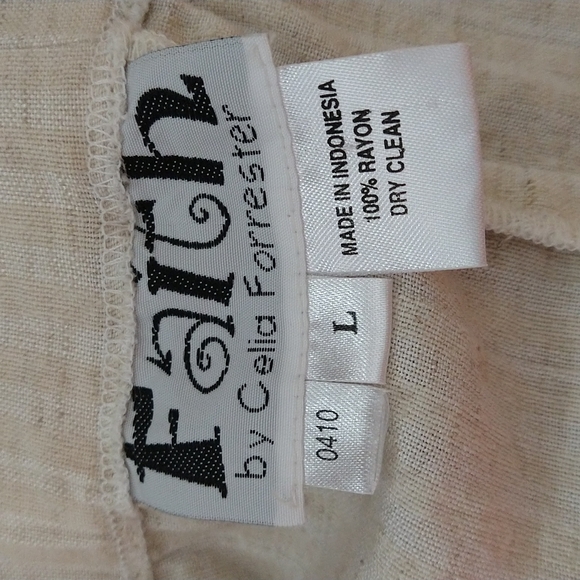 Faith
by Celia Forrester
MADE IN INDONESIA
100% RAYON
DRY CLEAN
L
0410